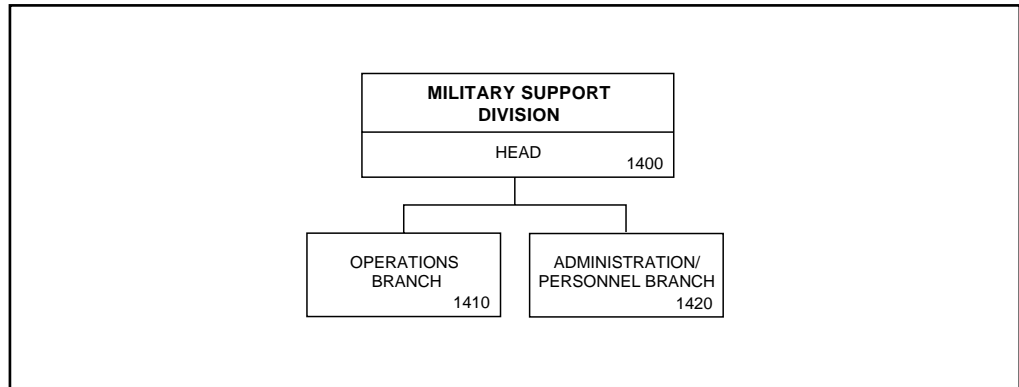 MILITARY SUPPORT
DIVISION
HEAD
1400
OPERATIONS
BRANCH
1410
ADMINISTRATION/
PERSONNEL BRANCH
1420